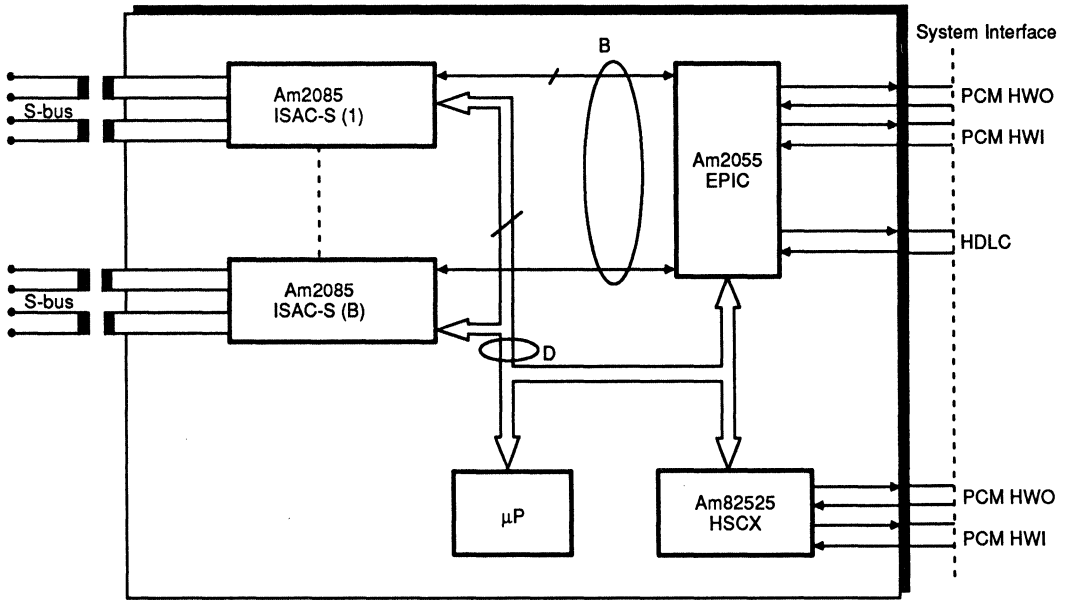 System Interface
B
Am2085
ISAC-S (1)
S-bus
PCM HWO
PCM HWI
Am2055
EPIC
HDLC
Am2085
ISAC-S (B)
S-bus
D
μP
Am82525
HSCX
PCM HWO
PCM HWI